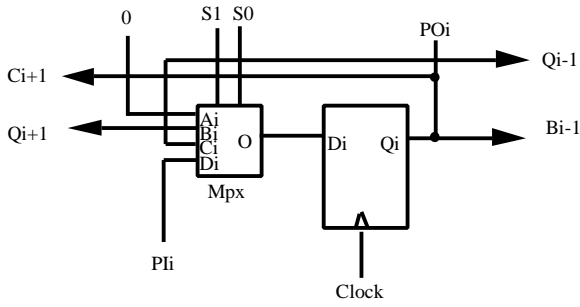 0
S1 S0
POi
Qi-1
Ci+1
Qi+1
Ai
Bi
Ci
Di
O
Di
Qi
Bi-1
Mpx
PIi
Clock